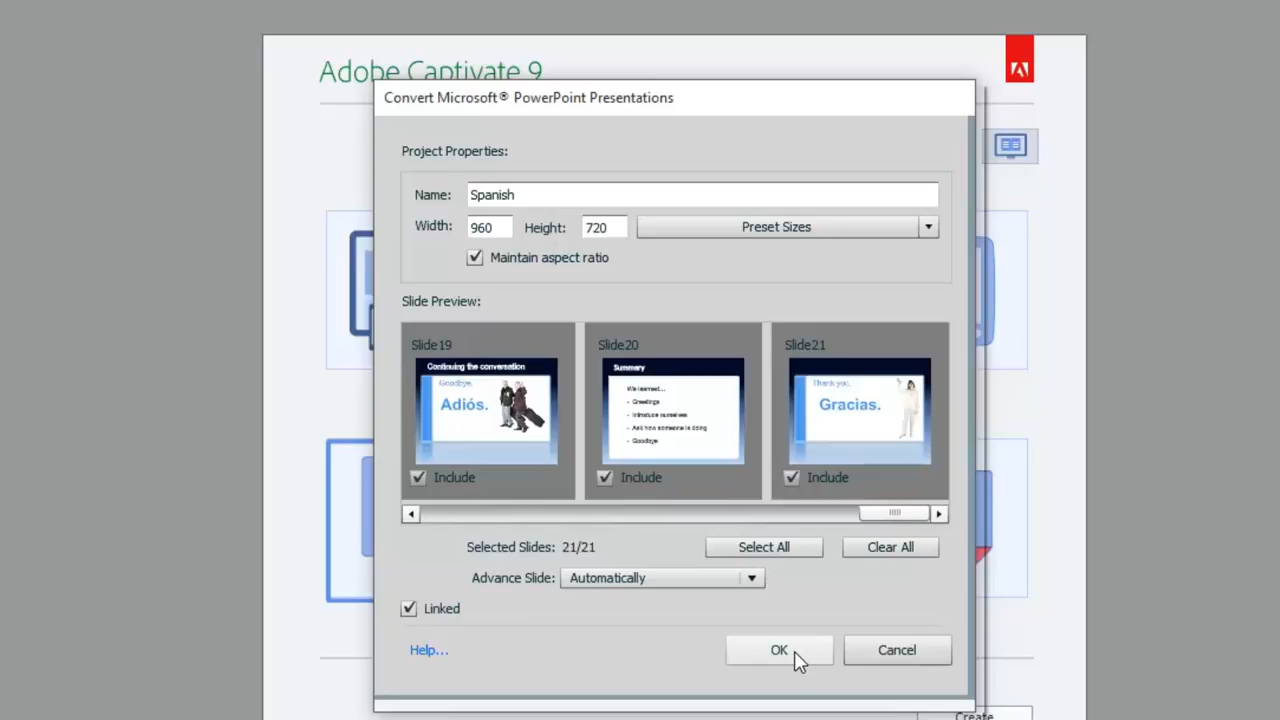 Adobe Captivate 9
Convert Microsoft® PowerPoint Presentations
Project Properties:
Name: Spanish
Width: 960 Height: 720 Preset Sizes
Maintain aspect ratio
Slide Preview:
Slide19 Slide20 Slide21
Continuing the conversation
Goodbye.
Adiós.
Summary
We learned...
- Greetings
- Introduce ourselves
- Ask how someone is doing
- Goodbye
Thank you.
Gracias.
Include Include Include
Selected Slides: 21/21 Select All Clear All
Advance Slide: Automatically
Linked
Help... OK Cancel
Create